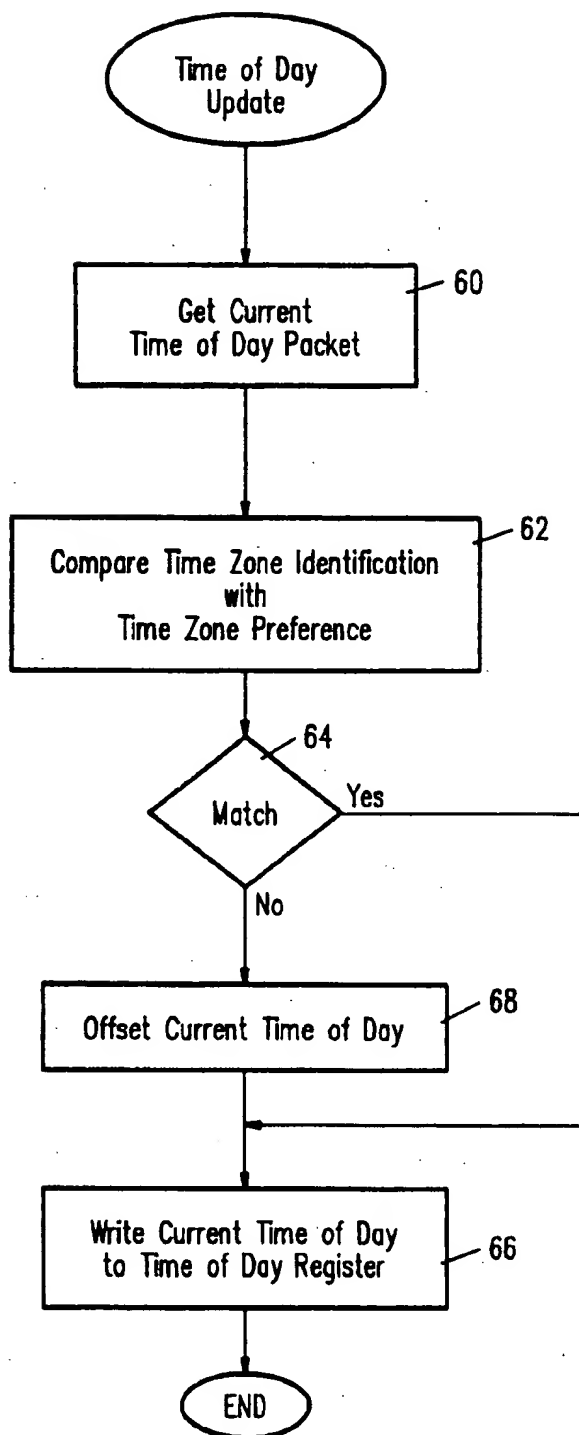 Time of Day
Update
60
Get Current
Time of Day Packet
62
Compare Time Zone Identification
with
Time Zone Preference
64
Match
Yes
No
68
Offset Current Time of Day
Write Current Time of Day
to Time of Day Register
66
END